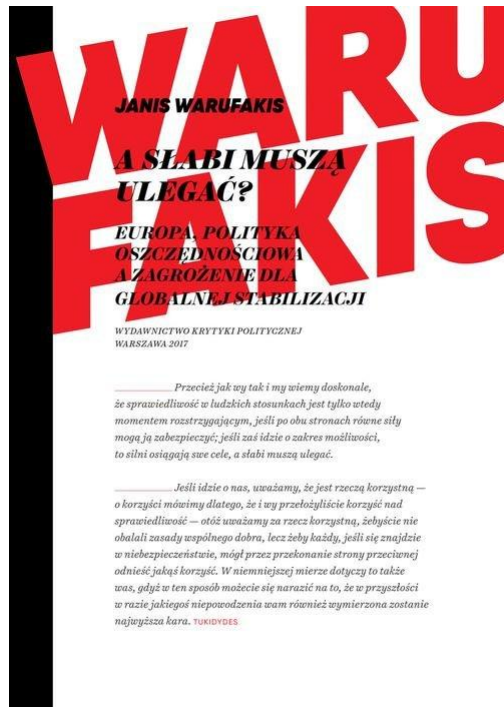 WARU
FAKIS
JANIS WARUFAKIS
A SŁABI MUSZĄ
ULEGAĆ?
EUROPA, POLITYKA
OSZCZĘDNOŚCIOWA
A ZAGROŻENIE DLA
GLOBALNEJ STABILIZACJI
WYDAWNICTWO KRYTYKI POLITYCZNEJ
WARSZAWA 2017
Przecież jak wy tak i my wiemy doskonale,
że sprawiedliwość w ludzkich stosunkach jest tylko wtedy
momentem rozstrzygającym, jeśli po obu stronach równe siły
mogą ją zabezpieczyć; jeśli zaś idzie o zakres możliwości,
to silni osiągają swe cele, a słabi muszą ulegać.
Jeśli idzie o nas, uważamy, że jest rzeczą korzystną —
o korzyści mówimy dlatego, że i wy przełożyliście korzyść nad
sprawiedliwość — otóż uważamy za rzecz korzystną, żebyście nie
obalali zasady wspólnego dobra, lecz żeby każdy, jeśli się znajdzie
w niebezpieczeństwie, mógł przez przekonanie strony przeciwnej
odnieść jakąś korzyść. W niemniejszej mierze dotyczy to także
was, gdyż w ten sposób możecie się narazić na to, że w przyszłości
w razie jakiegoś niepowodzenia wam również wymierzona zostanie
najwyższa kara. TUKIDYDES